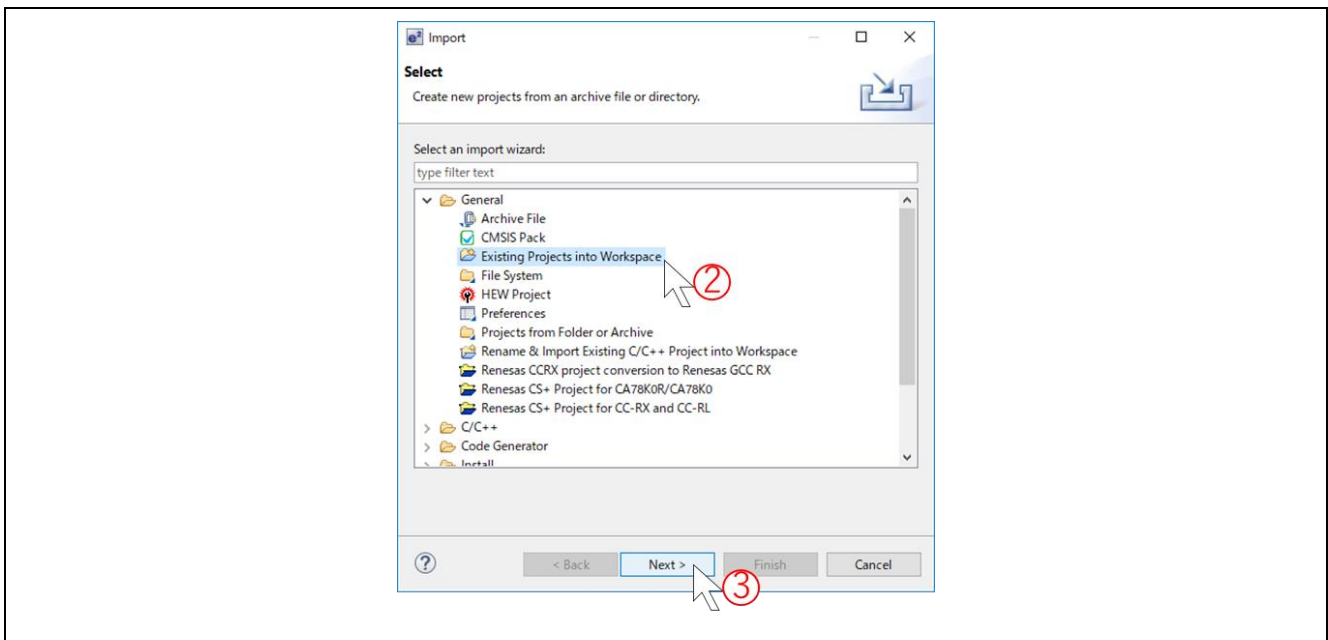 e² Import
Select
Create new projects from an archive file or directory.
Select an import wizard:
type filter text
General
Archive File
CMSIS Pack
Existing Projects into Workspace
②
File System
HEW Project
Preferences
Projects from Folder or Archive
Rename & Import Existing C/C++ Project into Workspace
Renesas CCRX project conversion to Renesas GCC RX
Renesas CS+ Project for CA78K0R/CA78K0
Renesas CS+ Project for CC-RX and CC-RL
C/C++
Code Generator
Install
? < Back Next > Finish Cancel
③